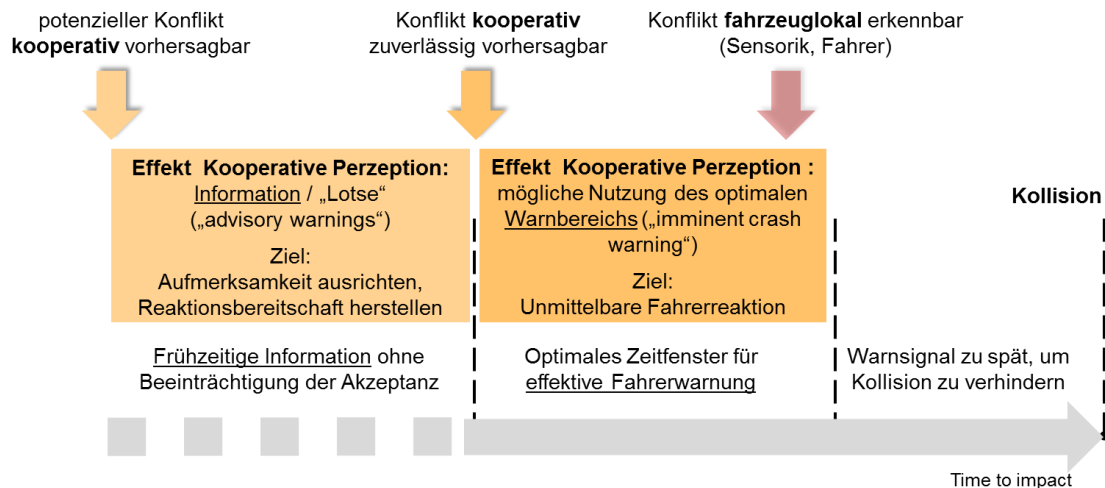 potenzieller Konflikt
kooperativ vorhersagbar
Konflikt kooperativ
zuverlässig vorhersagbar
Konflikt fahrzeuglokal erkennbar
(Sensorik, Fahrer)
Effekt Kooperative Perzeption:
Information / „Lotse“
(„advisory warnings“)
Ziel:
Aufmerksamkeit ausrichten,
Reaktionsbereitschaft herstellen
Effekt Kooperative Perzeption :
mögliche Nutzung des optimalen
Warnbereichs („imminent crash
warning“)
Ziel:
Unmittelbare Fahrerreaktion
Kollision
Frühzeitige Information ohne
Beeinträchtigung der Akzeptanz
Optimales Zeitfenster für
effektive Fahrerwarnung
Warnsignal zu spät, um
Kollision zu verhindern
Time to impact